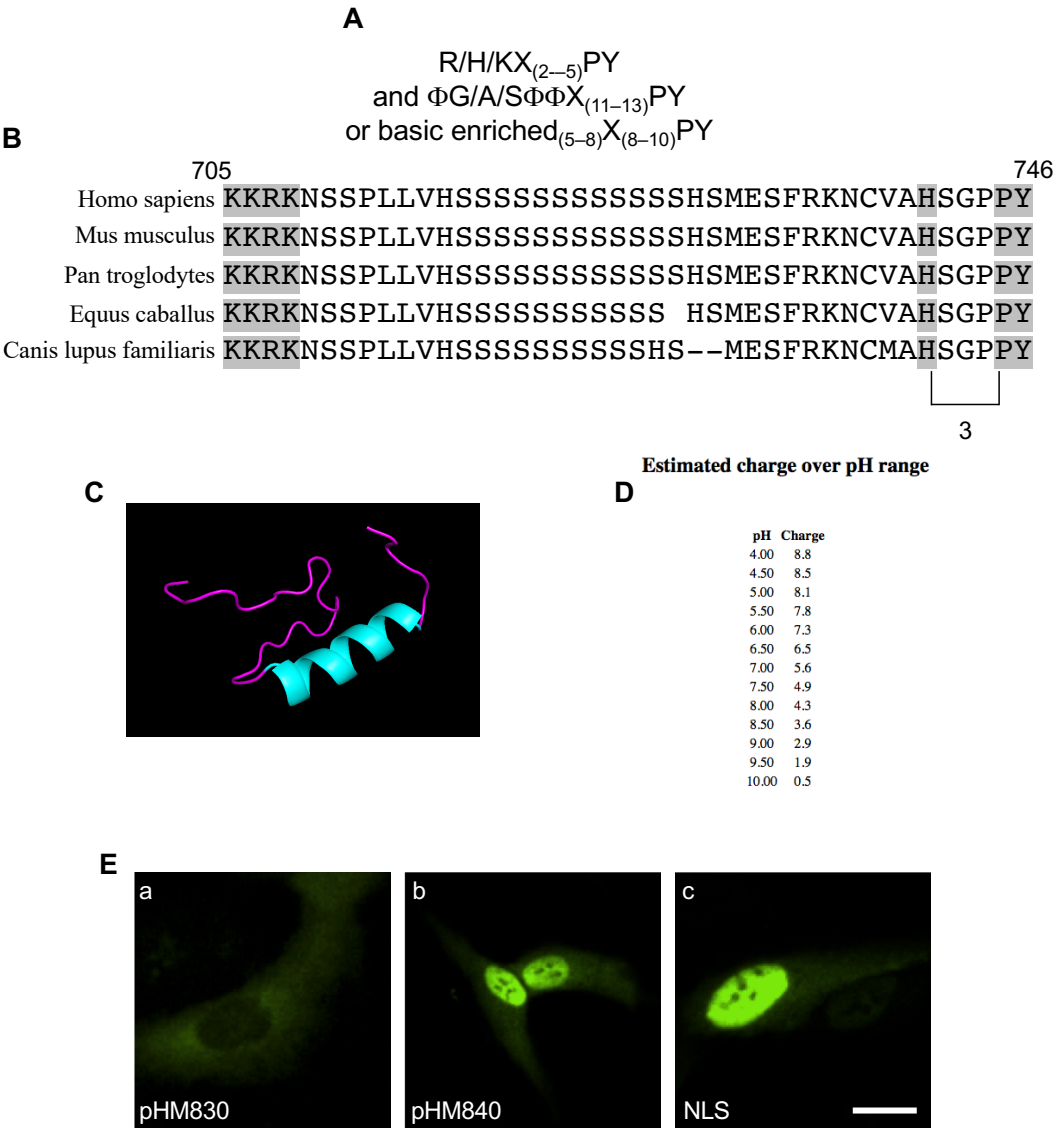 A
R/H/KX(2-–5)PY
and ΦG/A/SΦΦX(11–13)PY
or basic enriched(5–8)X(8–10)PY
B
705 746
Homo sapiens KKRKNSSPLLVHSSSSSSSSSSSSHSMESFRKNCVAHSGPPY
Mus musculus KKRKNSSPLLVHSSSSSSSSSSSSHSMESFRKNCVAHSGPPY
Pan troglodytes KKRKNSSPLLVHSSSSSSSSSSSSHSMESFRKNCVAHSGPPY
Equus caballus KKRKNSSPLLVHSSSSSSSSSSS HSMESFRKNCVAHSGPPY
Canis lupus familiaris KKRKNSSPLLVHSSSSSSSSSSHS--MESFRKNCMAHSGPPY
3
C
Estimated charge over pH range
D
pH Charge
4.00 8.8
4.50 8.5
5.00 8.1
5.50 7.8
6.00 7.3
6.50 6.5
7.00 5.6
7.50 4.9
8.00 4.3
8.50 3.6
9.00 2.9
9.50 1.9
10.00 0.5
E
a b c
pHM830 pHM840 NLS